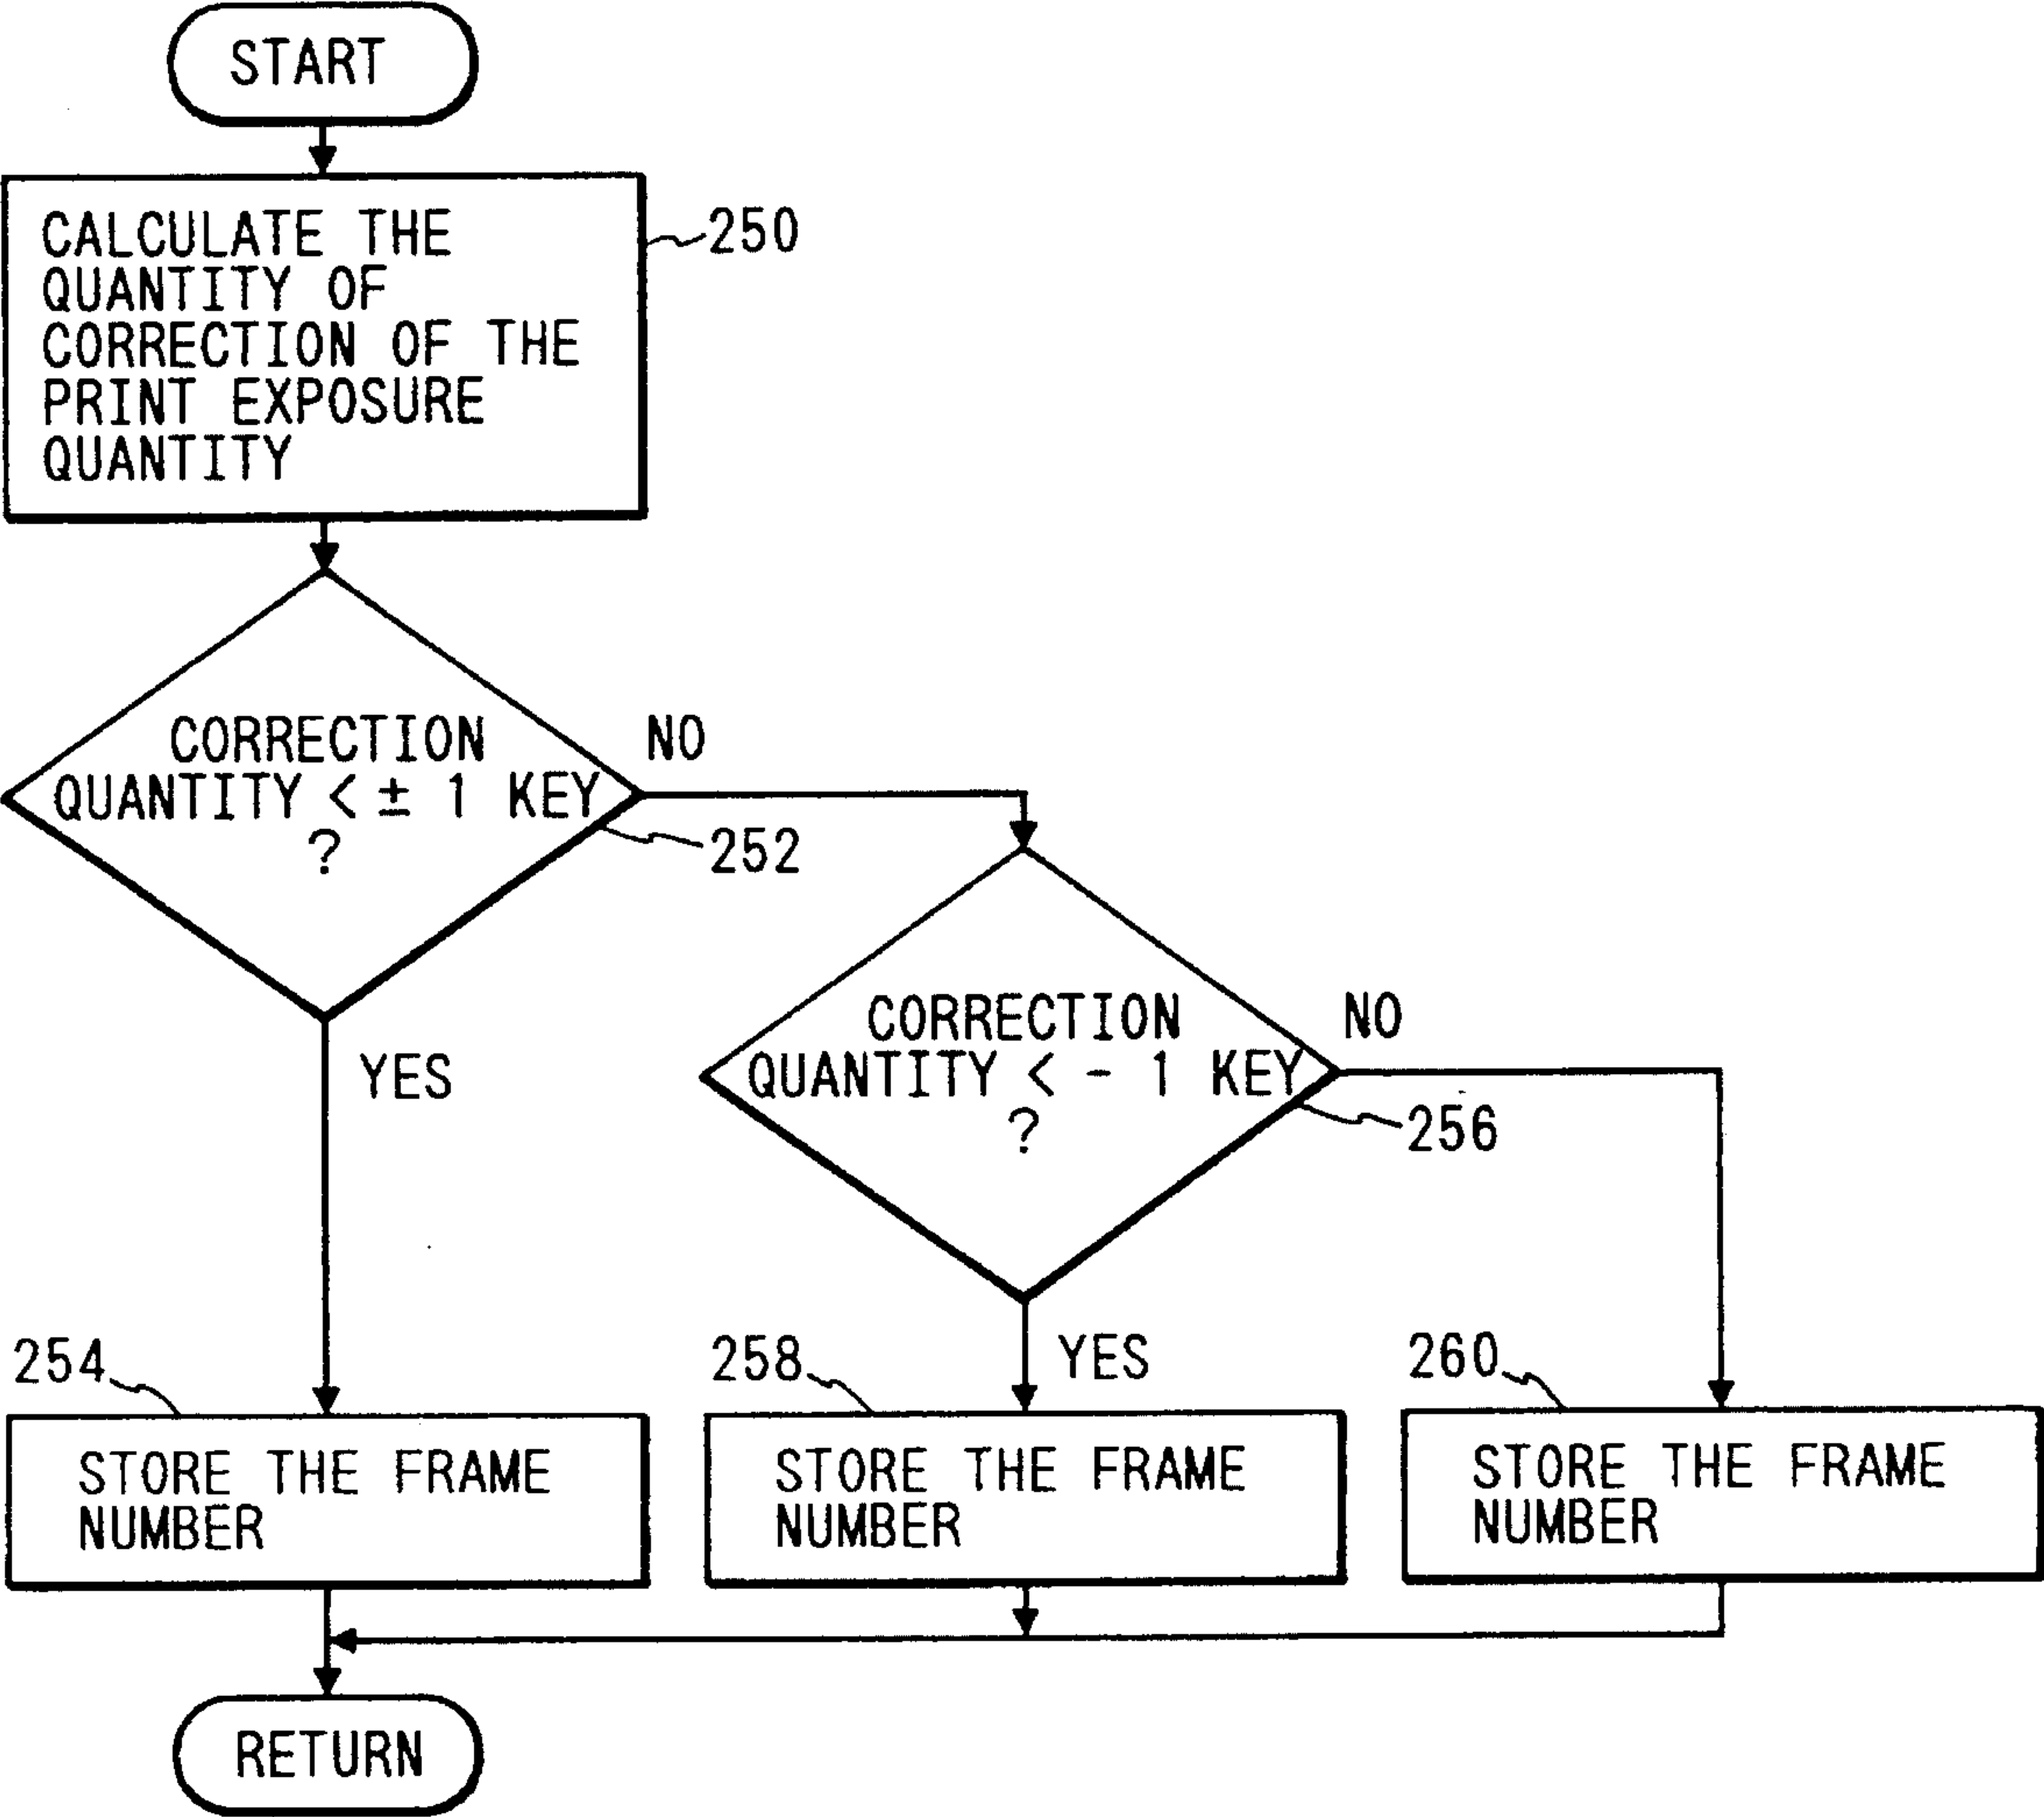 START
CALCULATE THE
QUANTITY OF
CORRECTION OF THE
PRINT EXPOSURE
QUANTITY
250
CORRECTION
QUANTITY < ± 1 KEY
?
NO
252
YES
CORRECTION
QUANTITY < - 1 KEY
?
NO
256
YES
254
STORE THE FRAME
NUMBER
258
STORE THE FRAME
NUMBER
260
STORE THE FRAME
NUMBER
RETURN